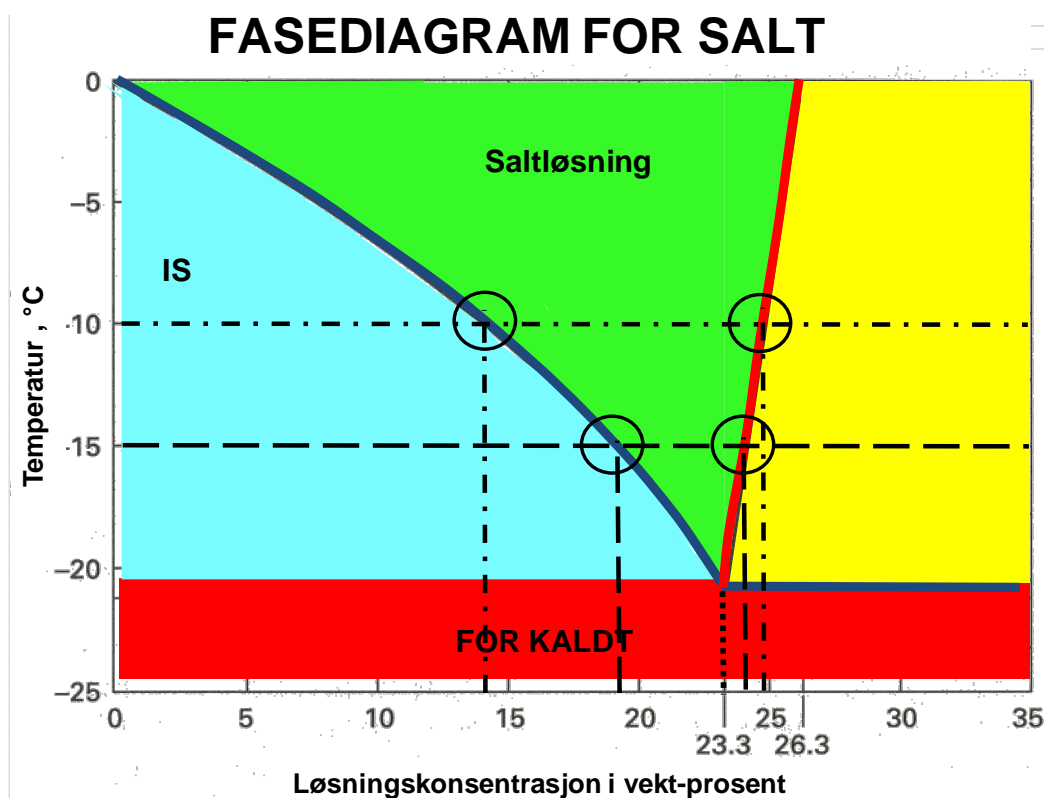 FASEDIAGRAM FOR SALT
0
Saltløsning
–5
IS
-10
-15
–20
FOR KALDT
–25
Temperatur , °C
0 5 10 15 20 25 30 35
23.3 26.3
Løsningskonsentrasjon i vekt-prosent